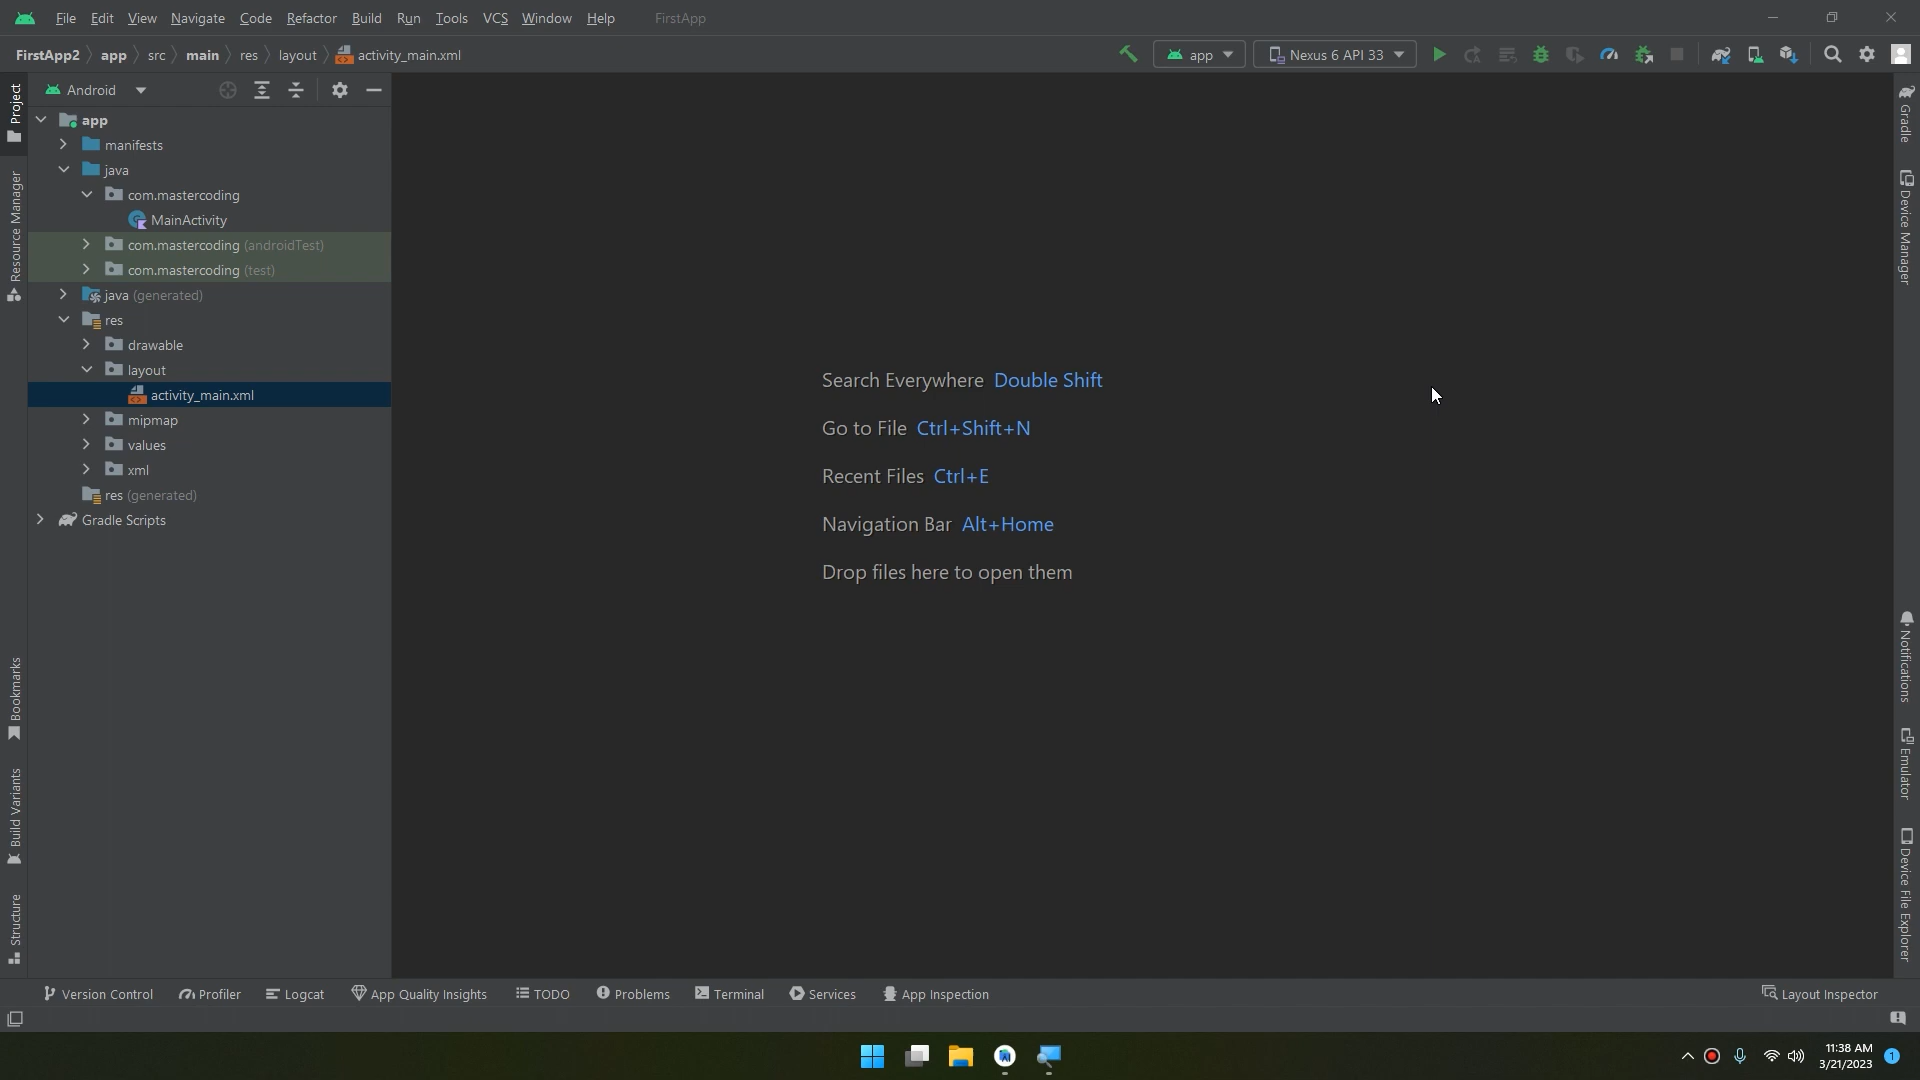 File Edit View Navigate Code Refactor Build Run Tools VCS Window Help FirstApp
FirstApp2 app src main res layout activity_main.xml app Nexus 6 API 33
Project
Resource Manager
Bookmarks
Build Variants
Structure
Android
app
manifests
java
com.mastercoding
MainActivity
com.mastercoding (androidTest)
com.mastercoding (test)
java (generated)
res
drawable
layout
activity_main.xml
mipmap
values
xml
res (generated)
Gradle Scripts
Search Everywhere Double Shift
Go to File Ctrl+Shift+N
Recent Files Ctrl+E
Navigation Bar Alt+Home
Drop files here to open them
Gradle
Device Manager
Notifications
Emulator
Device File Explorer
Version Control Profiler Logcat App Quality Insights TODO Problems Terminal Services App Inspection Layout Inspector
11:38 AM
3/21/2023
1